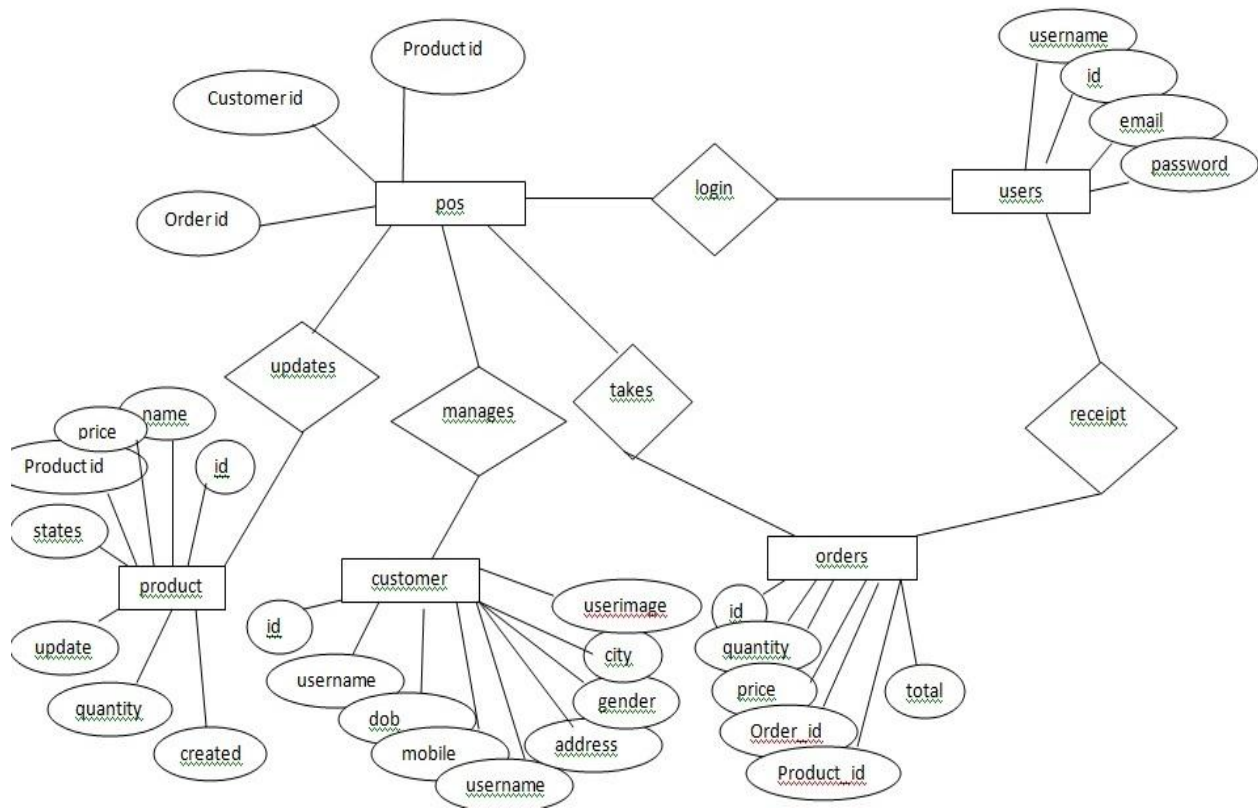 Product id
username
id
Customer id
email
password
login
users
pos
Order id
updates
takes
manages
receipt
name
price
Product id
id
states
orders
product
customer
userimage
id
id
quantity
city
update
username
price
total
gender
quantity
dob
Order_id
address
mobile
created
Product_id
username